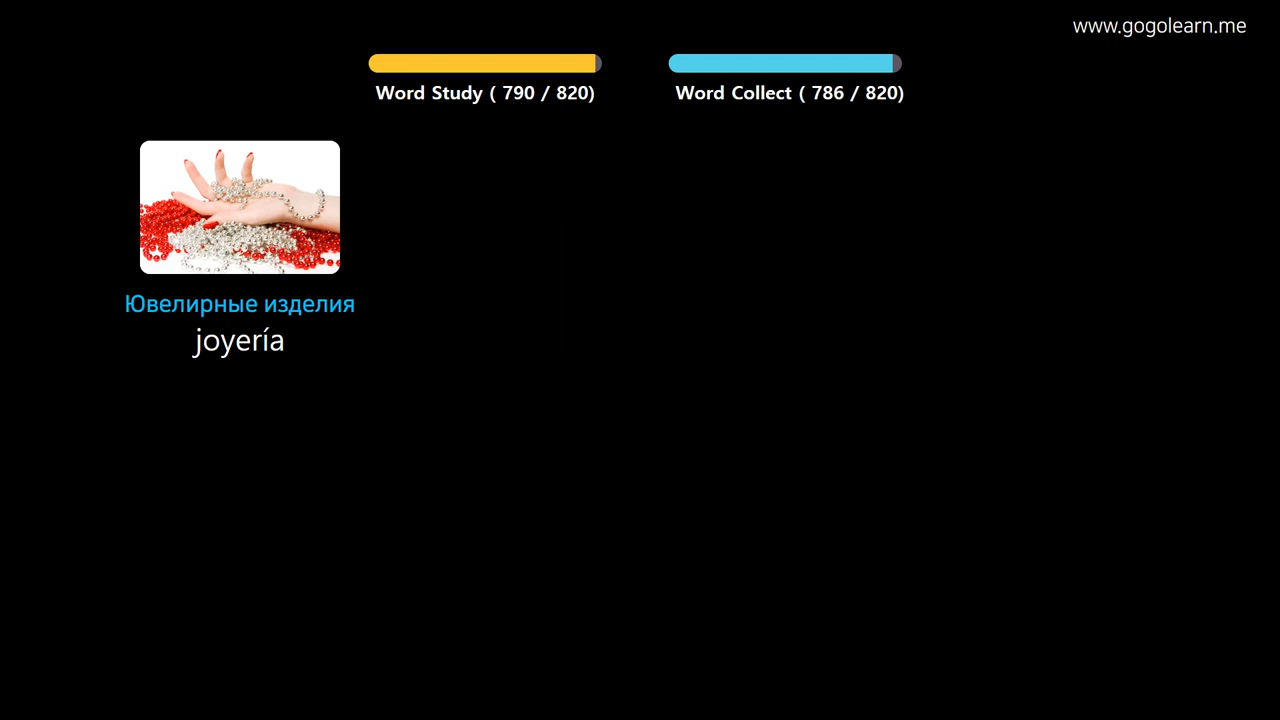 www.gogolearn.me
Word Study ( 790 / 820)
Word Collect ( 786 / 820)
Ювелирные изделия
joyería